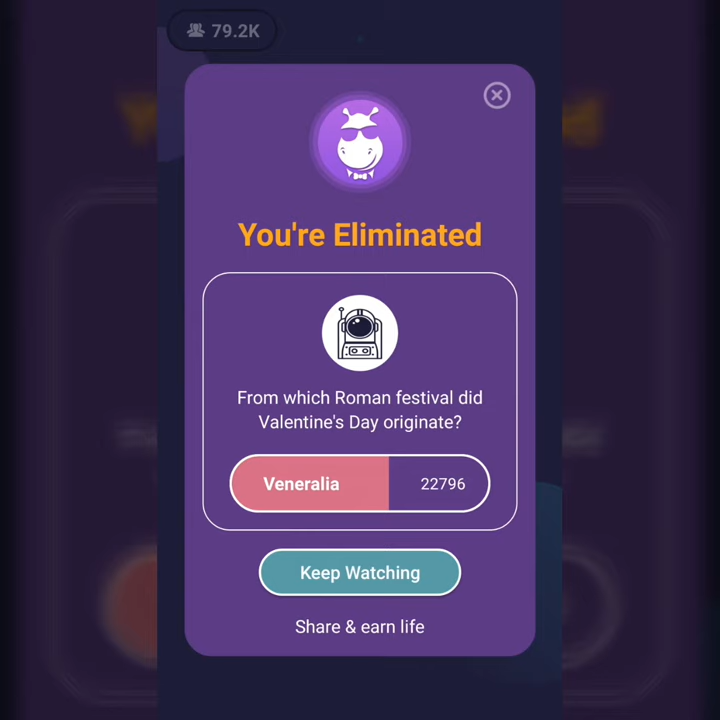 79.2K
You're Eliminated
From which Roman festival did
Valentine's Day originate?
Veneralia 22796
Keep Watching
Share & earn life